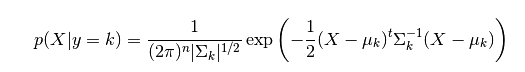 p(X|y = k) = \frac{1}{(2\pi)^n |\Sigma_k|^{1/2}} \exp\left(-\frac{1}{2}(X - \mu_k)^t \Sigma_k^{-1} (X - \mu_k)\right)